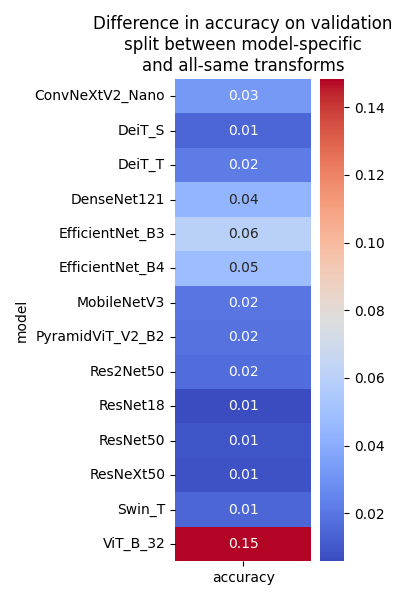 Difference in accuracy on validation
split between model-specific
and all-same transforms
model
ConvNeXtV2_Nano 0.03
DeiT_S 0.01
DeiT_T 0.02
DenseNet121 0.04
EfficientNet_B3 0.06
EfficientNet_B4 0.05
MobileNetV3 0.02
PyramidViT_V2_B2 0.02
Res2Net50 0.02
ResNet18 0.01
ResNet50 0.01
ResNeXt50 0.01
Swin_T 0.01
ViT_B_32 0.15
accuracy
0.14
0.12
0.10
0.08
0.06
0.04
0.02